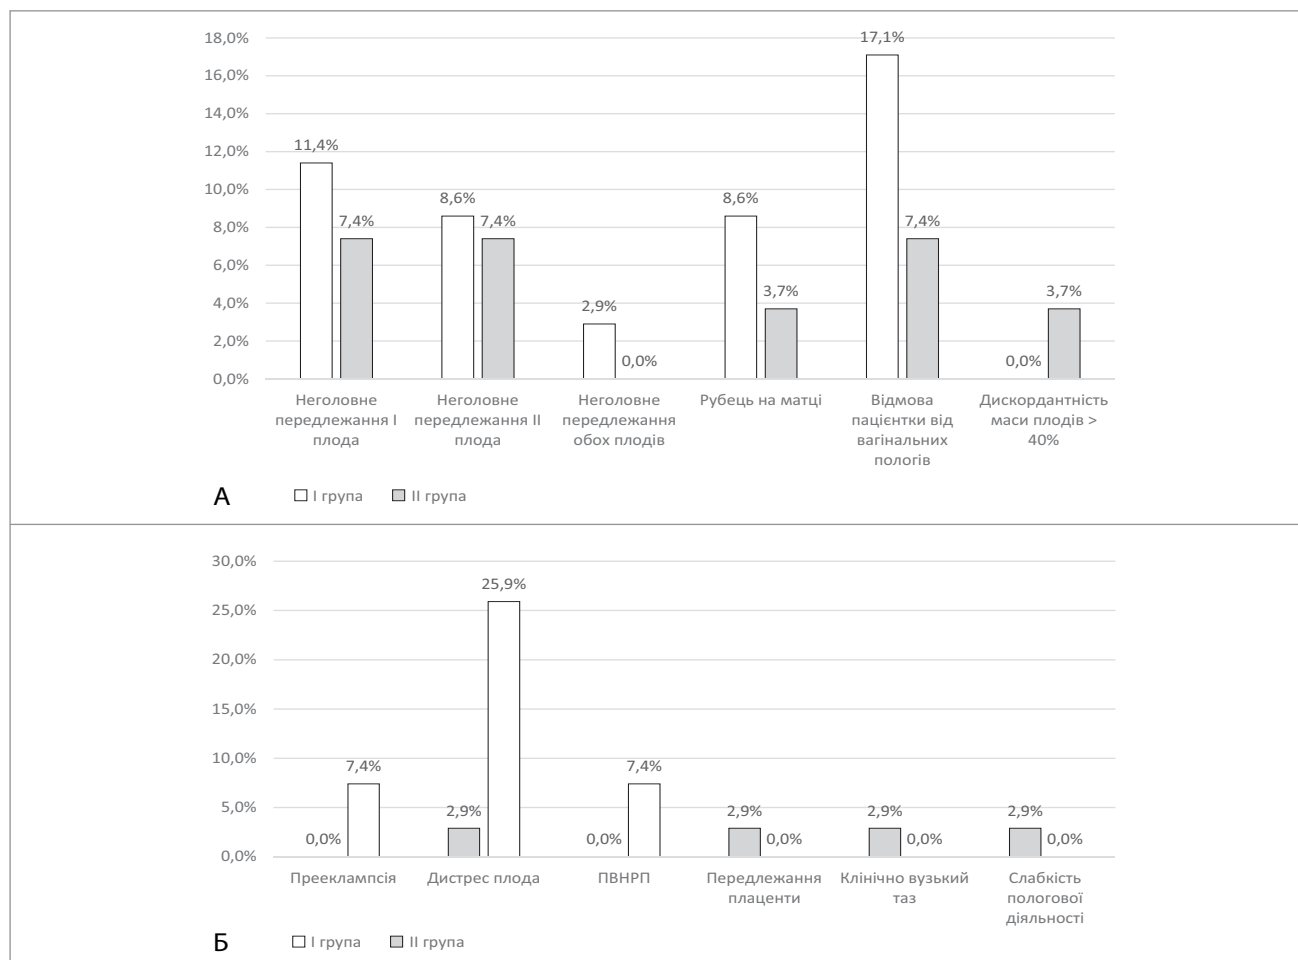 18,0%
16,0%
14,0%
12,0%
10,0%
8,0%
6,0%
4,0%
2,0%
0,0%
11,4%
7,4%
8,6%
7,4%
2,9%
0,0%
8,6%
3,7%
17,1%
7,4%
0,0%
3,7%
Неголовне
передлежання І
плода
Неголовне
передлежання ІІ
плода
Неголовне
передлежання
обох плодів
Рубець на матці
Відмова
пацієнтки від
вагінальних
пологів
Дискордантність
маси плодів >
40%
А
І група
ІІ група
30,0%
25,0%
20,0%
15,0%
10,0%
5,0%
0,0%
0,0%
7,4%
2,9%
25,9%
0,0%
7,4%
2,9%
0,0%
2,9%
0,0%
2,9%
0,0%
Прееклампсія
Дистрес плода
ПВНРП
Передлежання
плаценти
Клінічно вузький
таз
Слабкість
пологової
діяльності
Б
І група
ІІ група